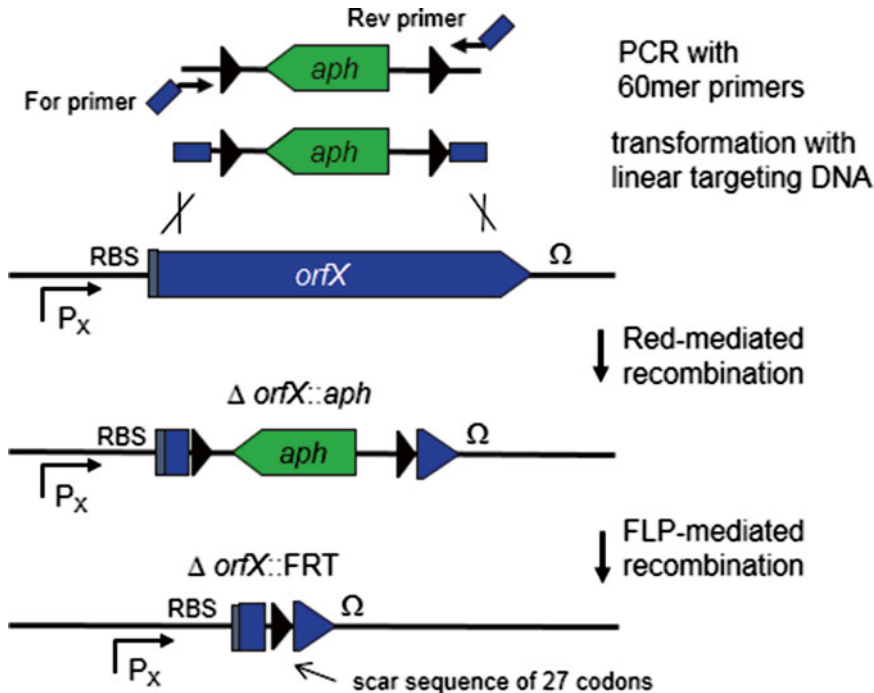 Rev primer
aph
For primer
PCR with
60mer primers
aph
transformation with
linear targeting DNA
RBS
orfX
Ω
PX
Red-mediated
recombination
Δ orfX::aph
RBS
aph
Ω
PX
FLP-mediated
recombination
Δ orfX::FRT
RBS
Ω
PX
scar sequence of 27 codons